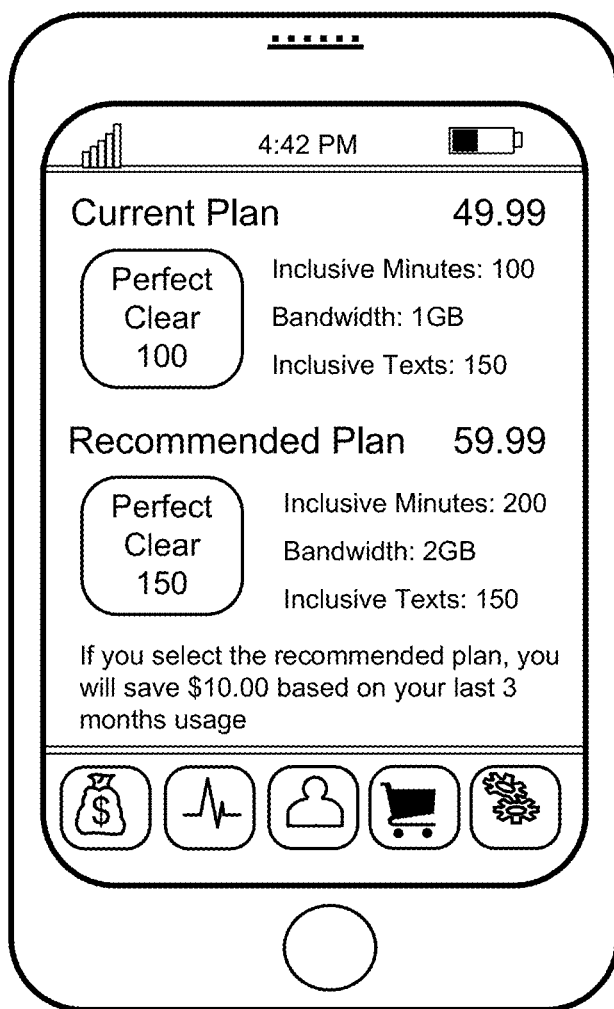 4:42 PM
Current Plan 49.99
Perfect
Clear
100
Inclusive Minutes: 100
Bandwidth: 1GB
Inclusive Texts: 150
Recommended Plan 59.99
Perfect
Clear
150
Inclusive Minutes: 200
Bandwidth: 2GB
Inclusive Texts: 150
If you select the recommended plan, you
will save $10.00 based on your last 3
months usage
$